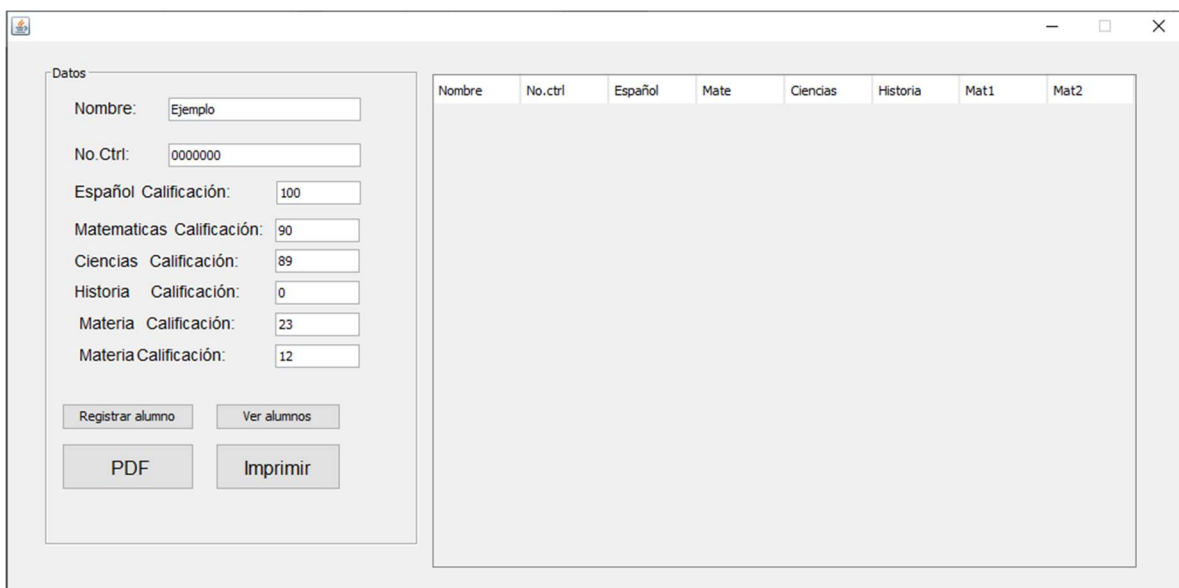 Datos
Nombre: Ejemplo
No.Ctrl: 0000000
Español Calificación: 100
Matematicas Calificación: 90
Ciencias Calificación: 89
Historia Calificación: 0
Materia Calificación: 23
Materia Calificación: 12
Registrar alumno Ver alumnos
PDF Imprimir
Nombre No.ctrl Español Mate Ciencias Historia Mat1 Mat2